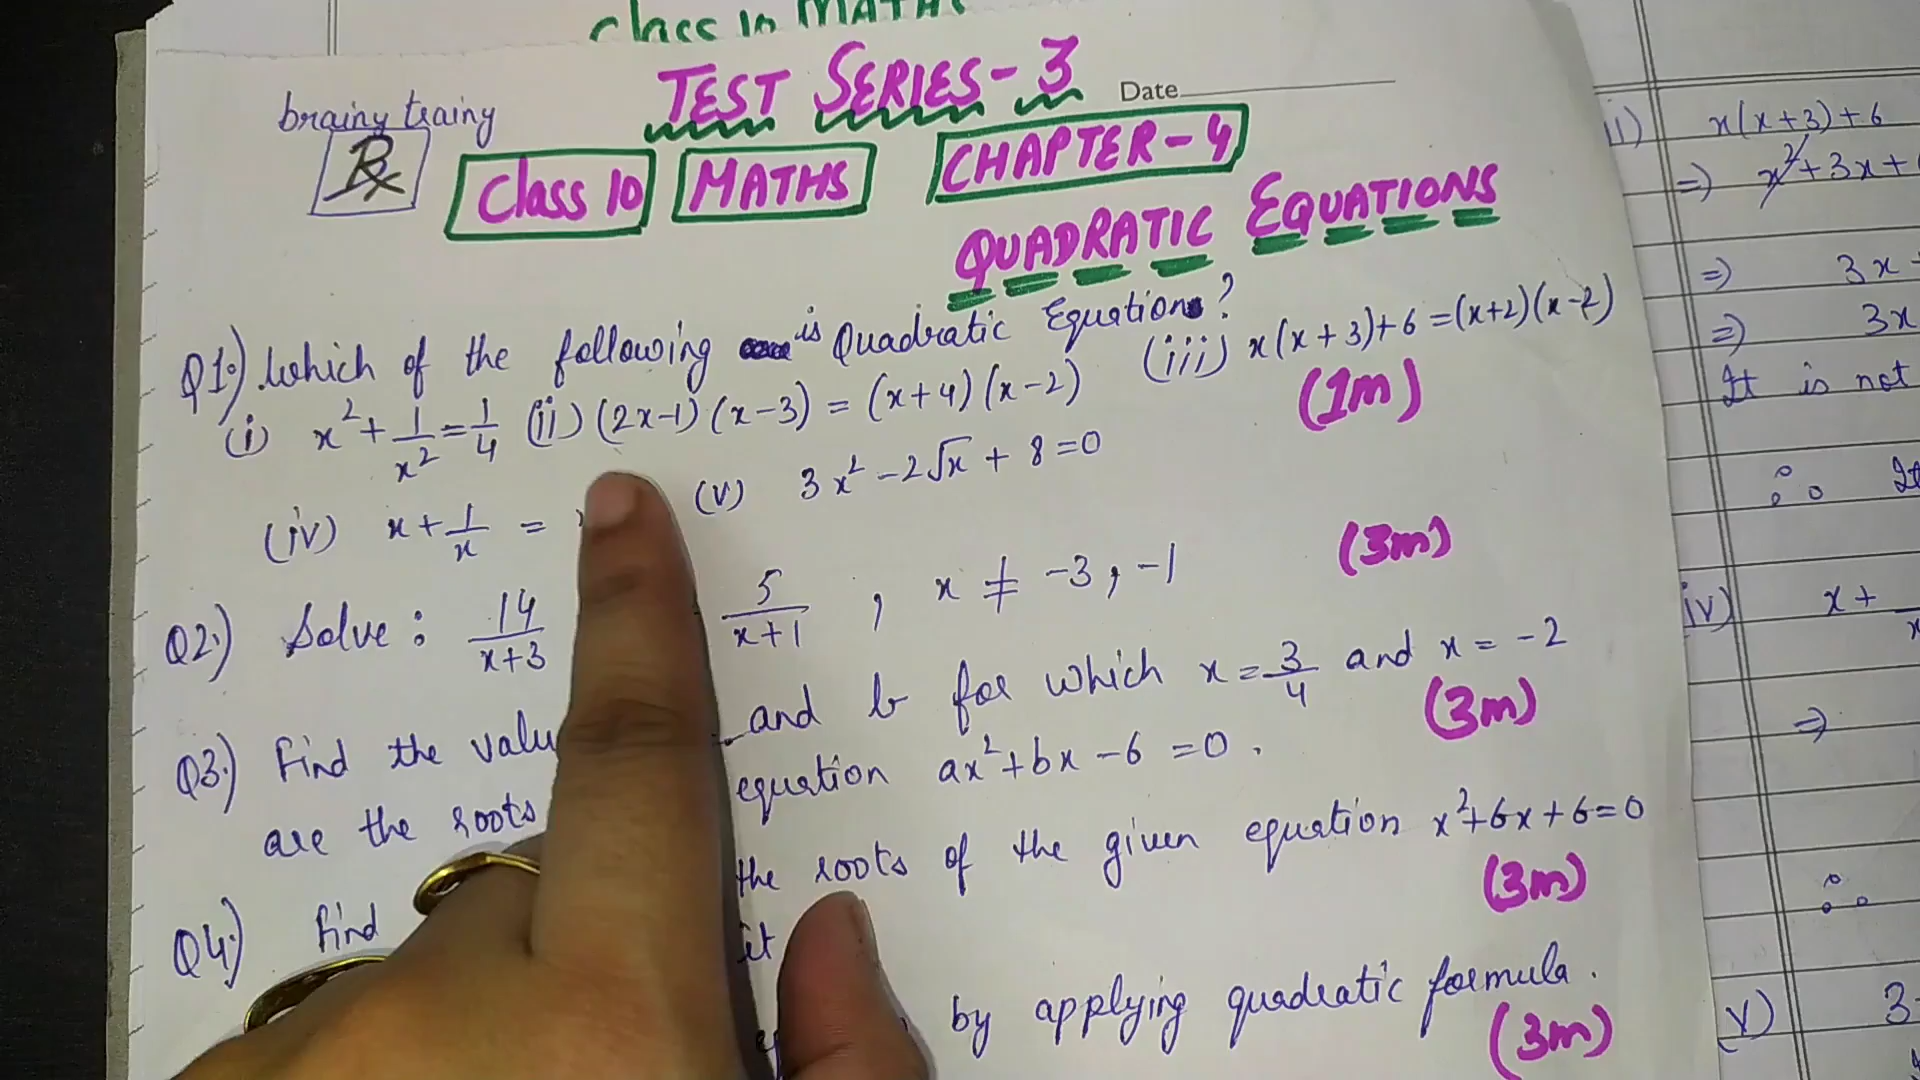 class 10 MATHS
TEST SERIES-3
Date
brainy trainy
Rx
Class 10 MATHS CHAPTER-4
QUADRATIC EQUATIONS
Q1.) Which of the following is Quadratic Equation?
(i) x² + 1/x² = 1/4 (ii) (2x-1)(x-3) = (x+4)(x-2) (iii) x(x+3)+6 = (x+2)(x-2)
(1m)
(iv) x + 1/x = (v) 3x² - 2√x + 8 = 0
(3m)
Q2.) Solve : 14/x+3 5/x+1 , x ≠ -3, -1
Q3.) Find the and b for which x = 3/4 and x = -2
are the roots equation ax² + bx - 6 = 0 .
(3m)
Q4.) Find the roots of the given equation x²+6x+6=0
(3m)
it
by applying quadratic formula .
(3m)
ii) x(x+3)+6
=) x²+3x+
=) 3x
=) 3x
It is not
∴ It
iv) x +
=)
∴
v) 3